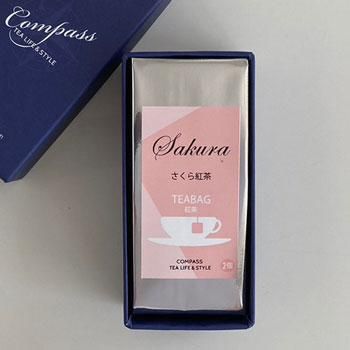 Compass
TEA LIFE & STYLE
Sakura
さくら紅茶
TEABAG
紅茶
COMPASS
TEA LIFE & STYLE